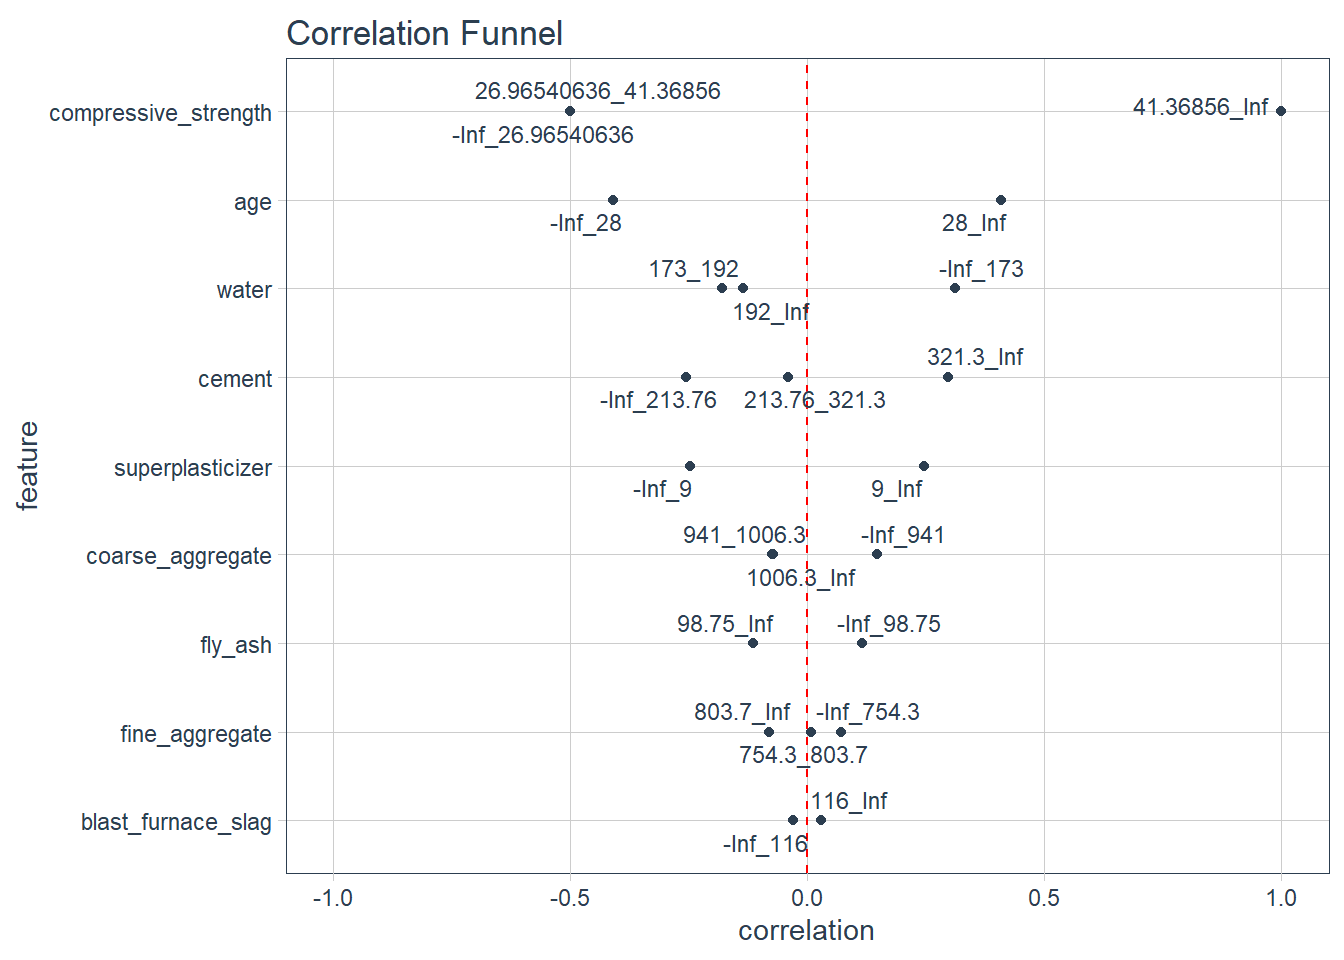 Correlation Funnel
26.96540636_41.36856
compressive_strength
41.36856_Inf
-Inf_26.96540636
age
-Inf_28
28_Inf
173_192
-Inf_173
water
192_Inf
321.3_Inf
cement
-Inf_213.76
213.76_321.3
feature
superplasticizer
-Inf_9
9_Inf
941_1006.3
-Inf_941
coarse_aggregate
1006.3_Inf
98.75_Inf
-Inf_98.75
fly_ash
803.7_Inf
-Inf_754.3
fine_aggregate
754.3_803.7
116_Inf
blast_furnace_slag
-Inf_116
-1.0 -0.5 0.0 0.5 1.0
correlation